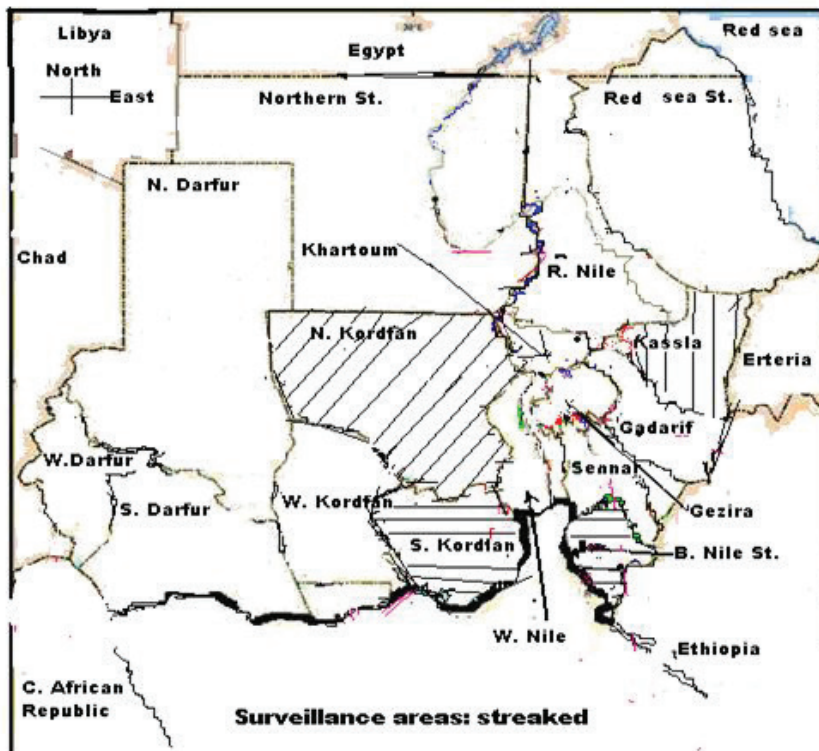 Libya
Red sea
Egypt
North
East
Northern St.
Red sea St.
N. Darfur
Khartoum
Chad
R. Nile
N. Kordfan
Kassla
Erteria
Gadarif
W.Darfur
Sennar
S. Darfur
W. Kordfan
Gezira
S. Kordfan
B. Nile St.
W. Nile
Ethiopia
C. African
Republic
Surveillance areas: streaked